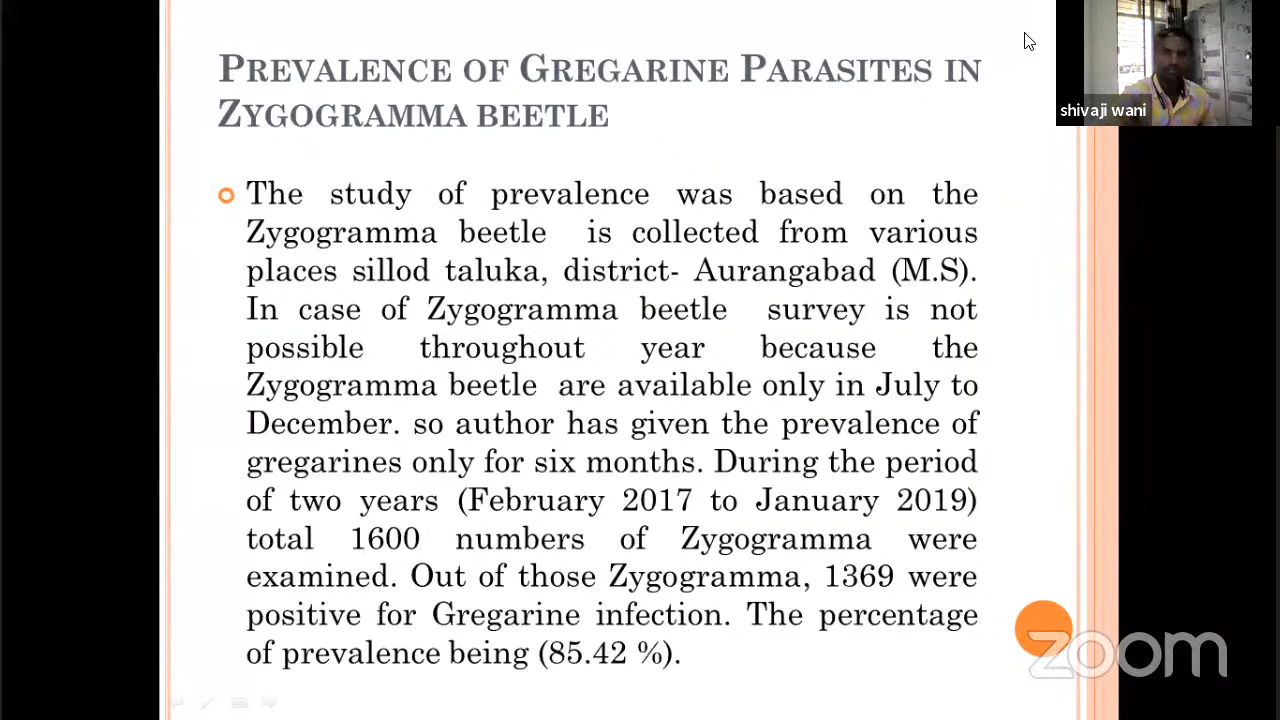 PREVALENCE OF GREGARINE PARASITES IN
ZYGOGRAMMA BEETLE
The study of prevalence was based on the
Zygogramma beetle is collected from various
places sillod taluka, district- Aurangabad (M.S).
In case of Zygogramma beetle survey is not
possible throughout year because the
Zygogramma beetle are available only in July to
December. so author has given the prevalence of
gregarines only for six months. During the period
of two years (February 2017 to January 2019)
total 1600 numbers of Zygogramma were
examined. Out of those Zygogramma, 1369 were
positive for Gregarine infection. The percentage
of prevalence being (85.42 %).
shivaji wani
zoom